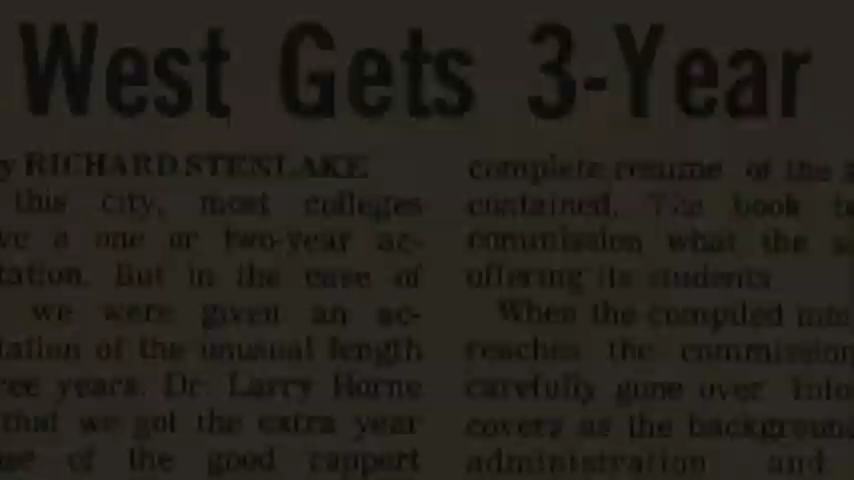 West Gets 3-Year
y RICHARD STENLAKE
this city, most colleges
ve a one or two-year ac-
tation. But in the case of
we were given an ac-
tation of the unusual length
ree years. Dr. Larry Horne
that we got the extra year
use of the good rapport
complete resume of the a
contained. The book
commission what the
offering its students
When the compiled
reaches the commission
carefully gone over. Info
covers as the background
administration and